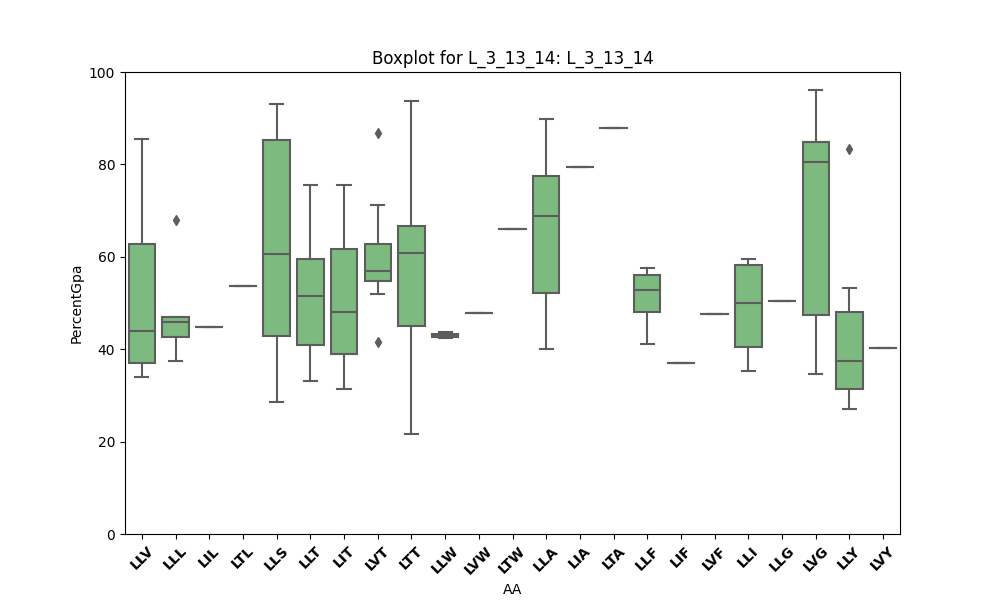 Boxplot for L_3_13_14: L_3_13_14
100
80
60
40
20
0
PercentGpa
LLV LLL LIL LTL LLS LLT LIT LVT LTT LLW LVW LTW LLA LIA LTA LLF LIF LVF LLI LLG LVG LLY LVY
AA